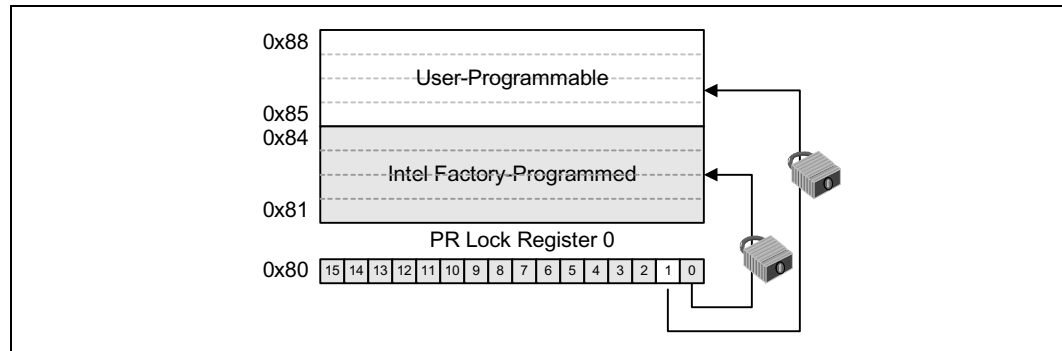 0x88
User-Programmable
0x85
0x84
Intel Factory-Programmed
0x81
PR Lock Register 0
0x80 15 14 13 12 11 10 9 8 7 6 5 4 3 2 1 0